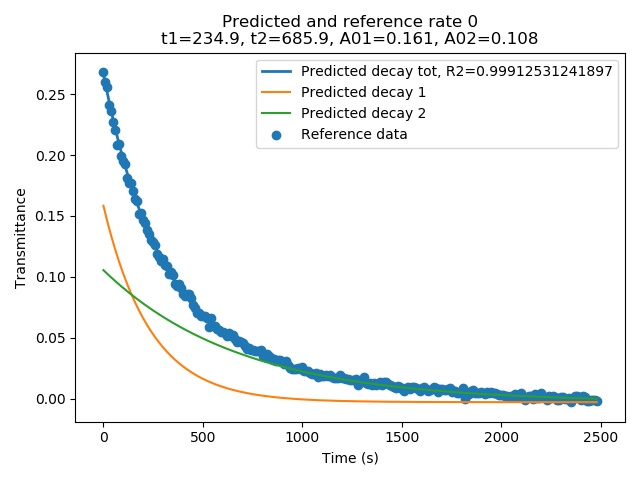 Predicted and reference rate 0
t1=234.9, t2=685.9, A01=0.161, A02=0.108
Predicted decay tot, R2=0.99912531241897
Predicted decay 1
Predicted decay 2
Reference data
Transmittance
0.25
0.20
0.15
0.10
0.05
0.00
0
500
1000
1500
2000
2500
Time (s)